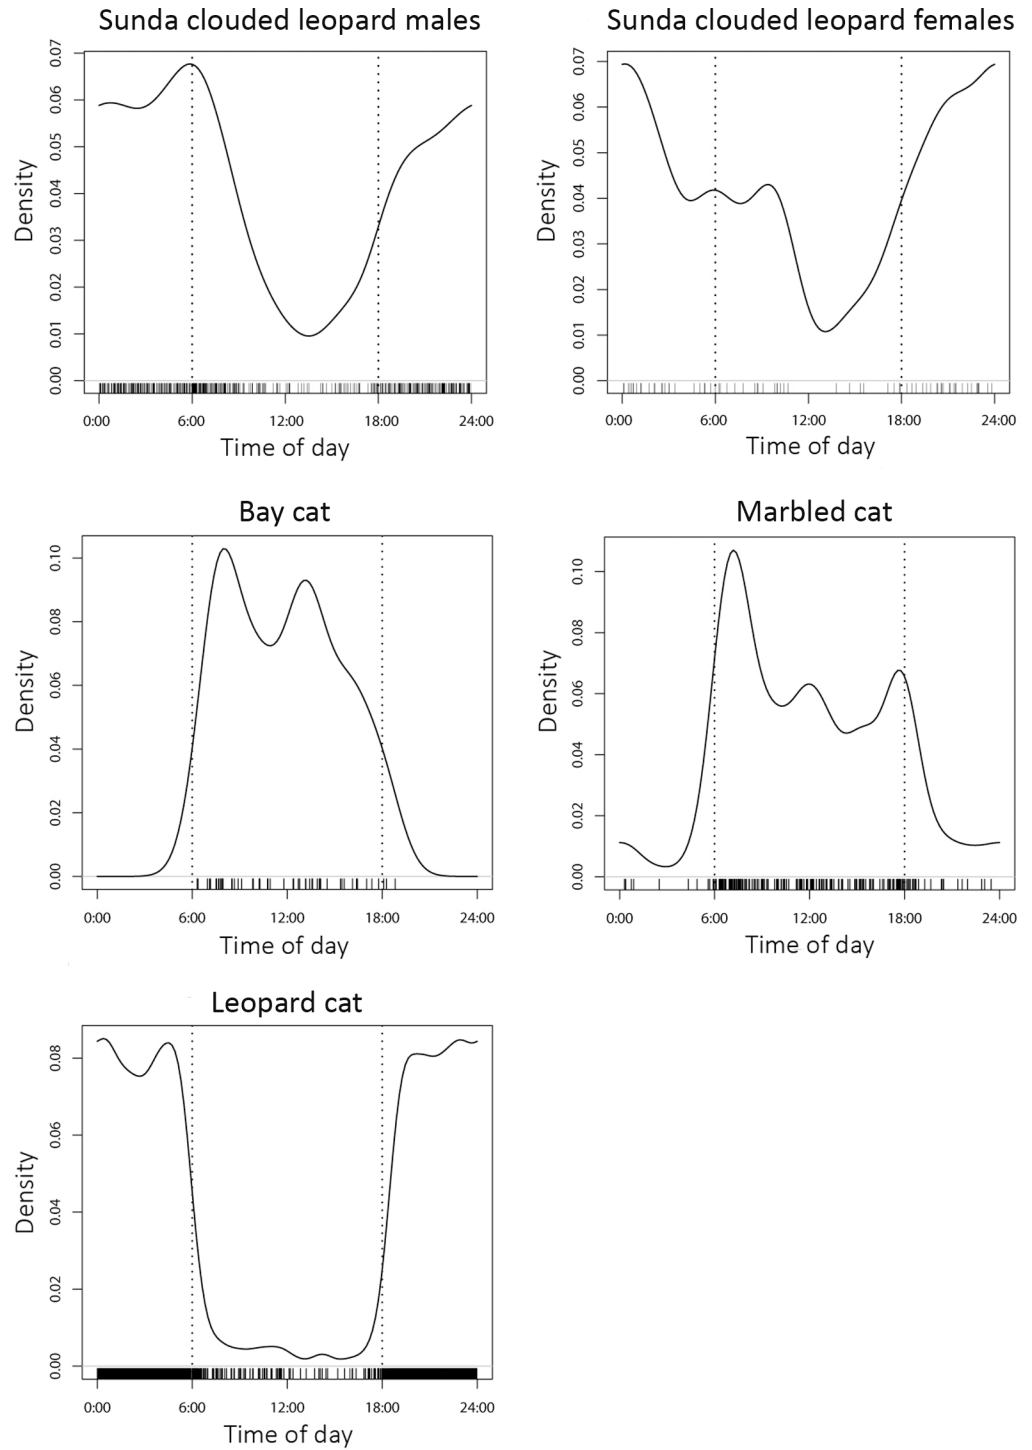 Sunda clouded leopard males
Sunda clouded leopard females
Density
0.00 0.01 0.02 0.03 0.04 0.05 0.06 0.07
0:00 6:00 12:00 18:00 24:00
Time of day
Density
0.00 0.01 0.02 0.03 0.04 0.05 0.06 0.07
0:00 6:00 12:00 18:00 24:00
Time of day
Bay cat
Marbled cat
Density
0.00 0.02 0.04 0.06 0.08 0.10
0:00 6:00 12:00 18:00 24:00
Time of day
Density
0.00 0.02 0.04 0.06 0.08 0.10
0:00 6:00 12:00 18:00 24:00
Time of day
Leopard cat
Density
0.00 0.02 0.04 0.06 0.08
0:00 6:00 12:00 18:00 24:00
Time of day